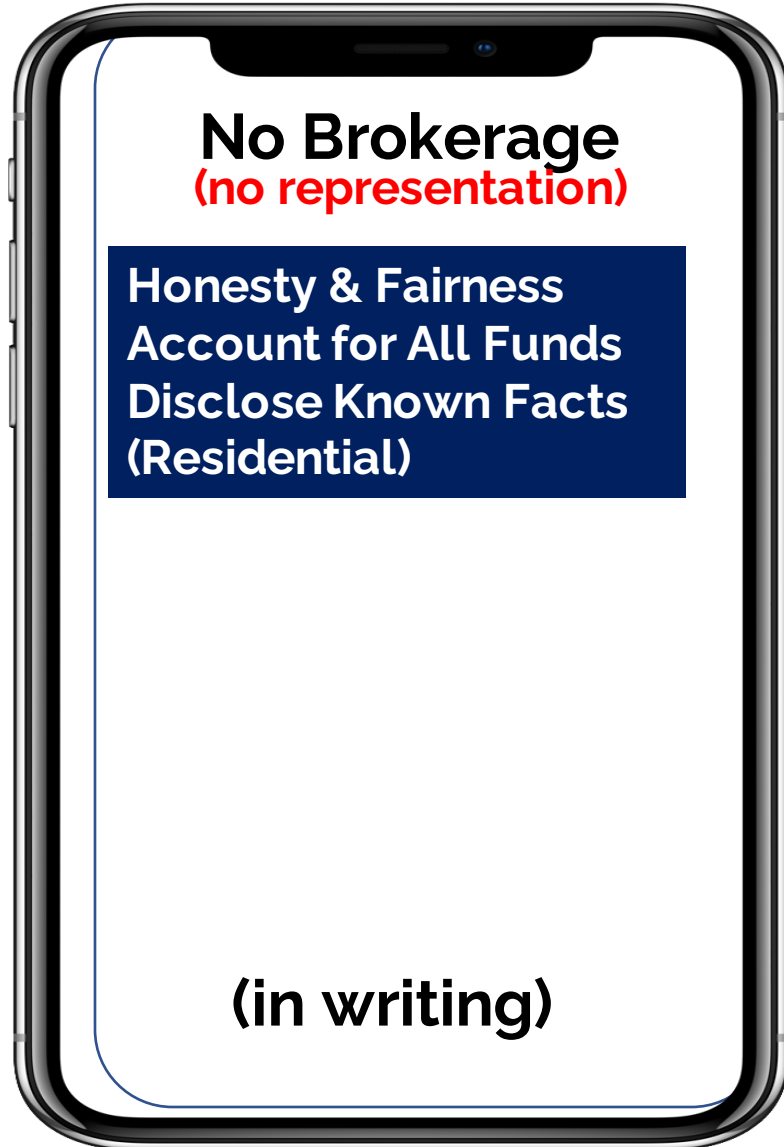 No Brokerage
(no representation)
Honesty & Fairness
Account for All Funds
Disclose Known Facts
(Residential)
(in writing)